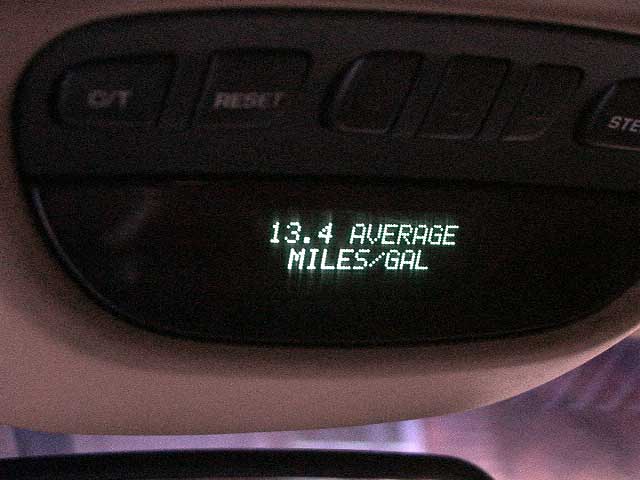 C/T RESET STE
13.4 AVERAGE
MILES/GAL